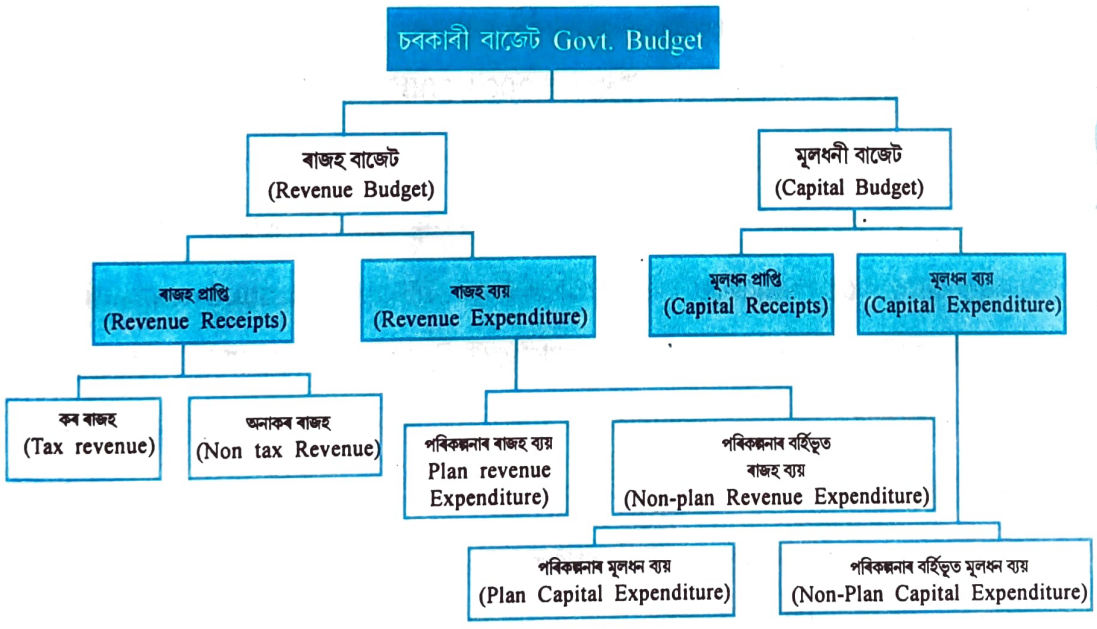 চৰকাৰী বাজেট Govt. Budget
ৰাজহ বাজেট
(Revenue Budget)
মূলধনী বাজেট
(Capital Budget)
ৰাজহ প্ৰাপ্তি
(Revenue Receipts)
ৰাজহ ব্যয়
(Revenue Expenditure)
মূলধন প্ৰাপ্তি
(Capital Receipts)
মূলধন ব্যয়
(Capital Expenditure)
কৰ ৰাজহ
(Tax revenue)
অনাকৰ ৰাজহ
(Non tax Revenue)
পৰিকল্পনাৰ ৰাজহ ব্যয়
Plan revenue
Expenditure)
পৰিকল্পনাৰ বৰ্হিভূত
ৰাজহ ব্যয়
(Non-plan Revenue Expenditure)
পৰিকল্পনাৰ মূলধন ব্যয়
(Plan Capital Expenditure)
পৰিকল্পনাৰ বৰ্হিভূত মূলধন ব্যয়
(Non-Plan Capital Expenditure)